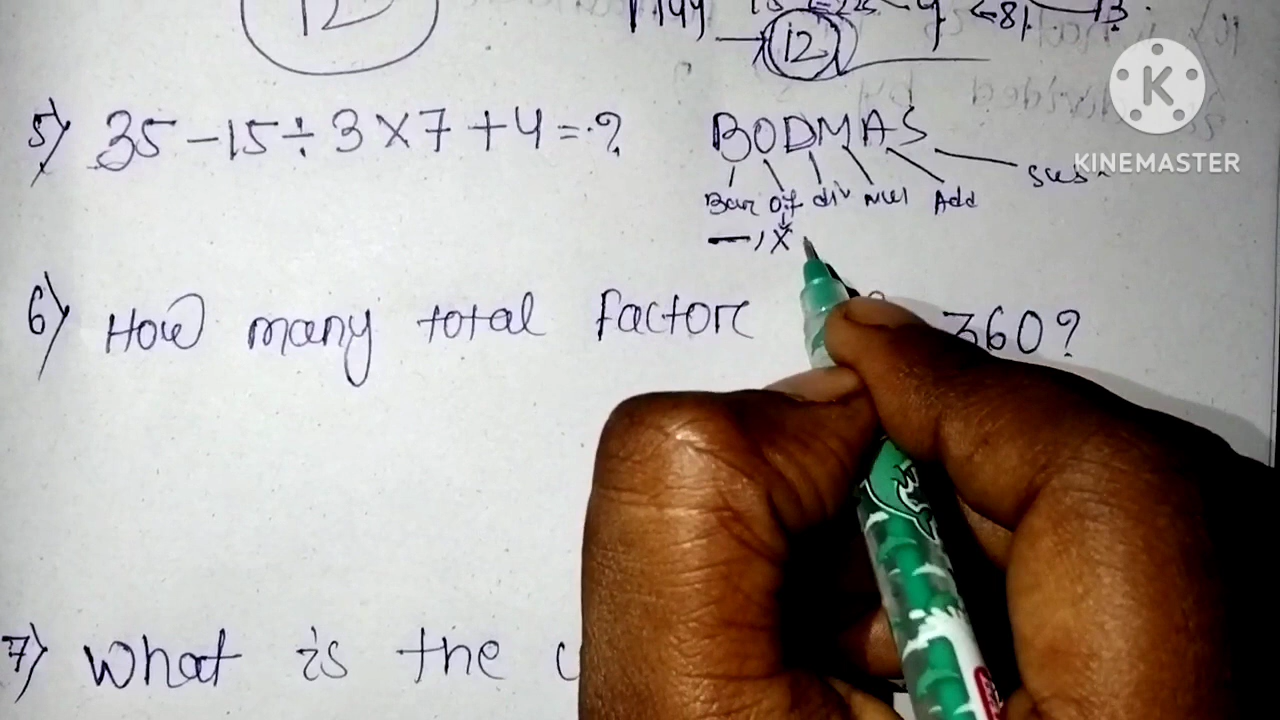 12
12
5) 35 - 15 ÷ 3 × 7 + 4 = ? BODMAS
Bar of div Mul Add
—, ×
6) How many total factor 360?
7) What is the
K
KINEMASTER